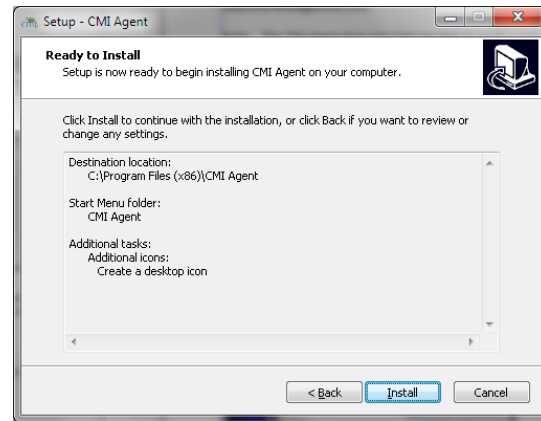 cmi Setup - CMI Agent
Ready to Install
Setup is now ready to begin installing CMI Agent on your computer.
Click Install to continue with the installation, or click Back if you want to review or
change any settings.
Destination location:
C:\Program Files (x86)\CMI Agent
Start Menu folder:
CMI Agent
Additional tasks:
Additional icons:
Create a desktop icon
< Back
Install
Cancel